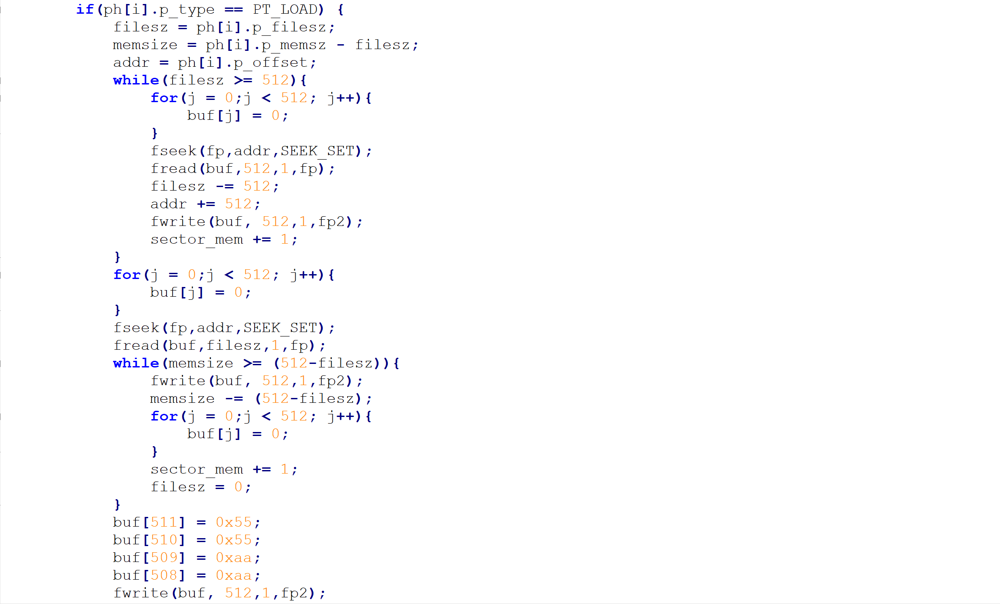 if(ph[i].p_type == PT_LOAD) {
    filesz = ph[i].p_filesz;
    memsize = ph[i].p_memsz - filesz;
    addr = ph[i].p_offset;
    while(filesz >= 512){
        for(j = 0;j < 512; j++){
            buf[j] = 0;
        }
        fseek(fp,addr,SEEK_SET);
        fread(buf,512,1,fp);
        filesz -= 512;
        addr += 512;
        fwrite(buf, 512,1,fp2);
        sector_mem += 1;
    }
    for(j = 0;j < 512; j++){
        buf[j] = 0;
    }
    fseek(fp,addr,SEEK_SET);
    fread(buf,filesz,1,fp);
    while(memsize >= (512-filesz)){
        fwrite(buf, 512,1,fp2);
        memsize -= (512-filesz);
        for(j = 0;j < 512; j++){
            buf[j] = 0;
        }
        sector_mem += 1;
        filesz = 0;
    }
    buf[511] = 0x55;
    buf[510] = 0x55;
    buf[509] = 0xaa;
    buf[508] = 0xaa;
    fwrite(buf, 512,1,fp2);